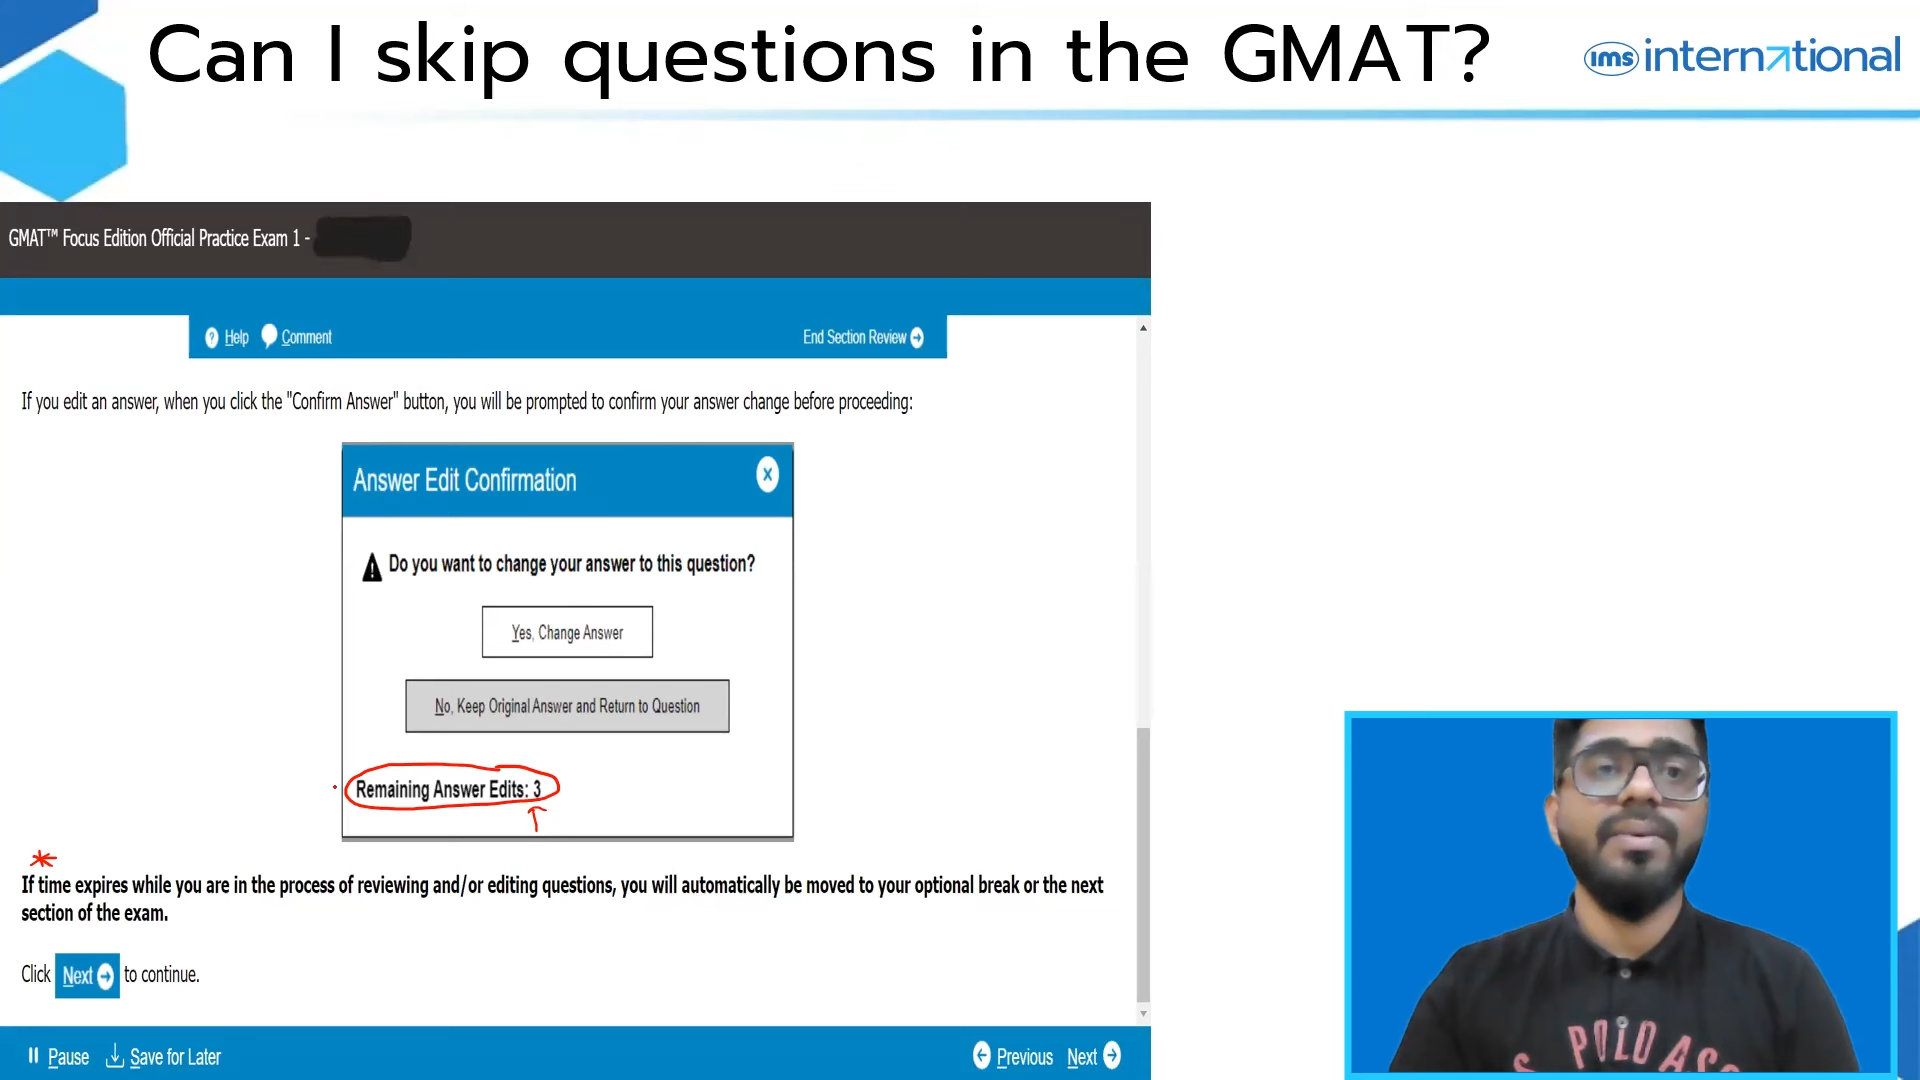 Can I skip questions in the GMAT?
ims international
GMAT™ Focus Edition Official Practice Exam 1 -
? Help Comment End Section Review
If you edit an answer, when you click the "Confirm Answer" button, you will be prompted to confirm your answer change before proceeding:
Answer Edit Confirmation X
Do you want to change your answer to this question?
Yes, Change Answer
No, Keep Original Answer and Return to Question
Remaining Answer Edits: 3
*
If time expires while you are in the process of reviewing and/or editing questions, you will automatically be moved to your optional break or the next
section of the exam.
Click Next to continue.
Pause Save for Later Previous Next
S. POLO ASS